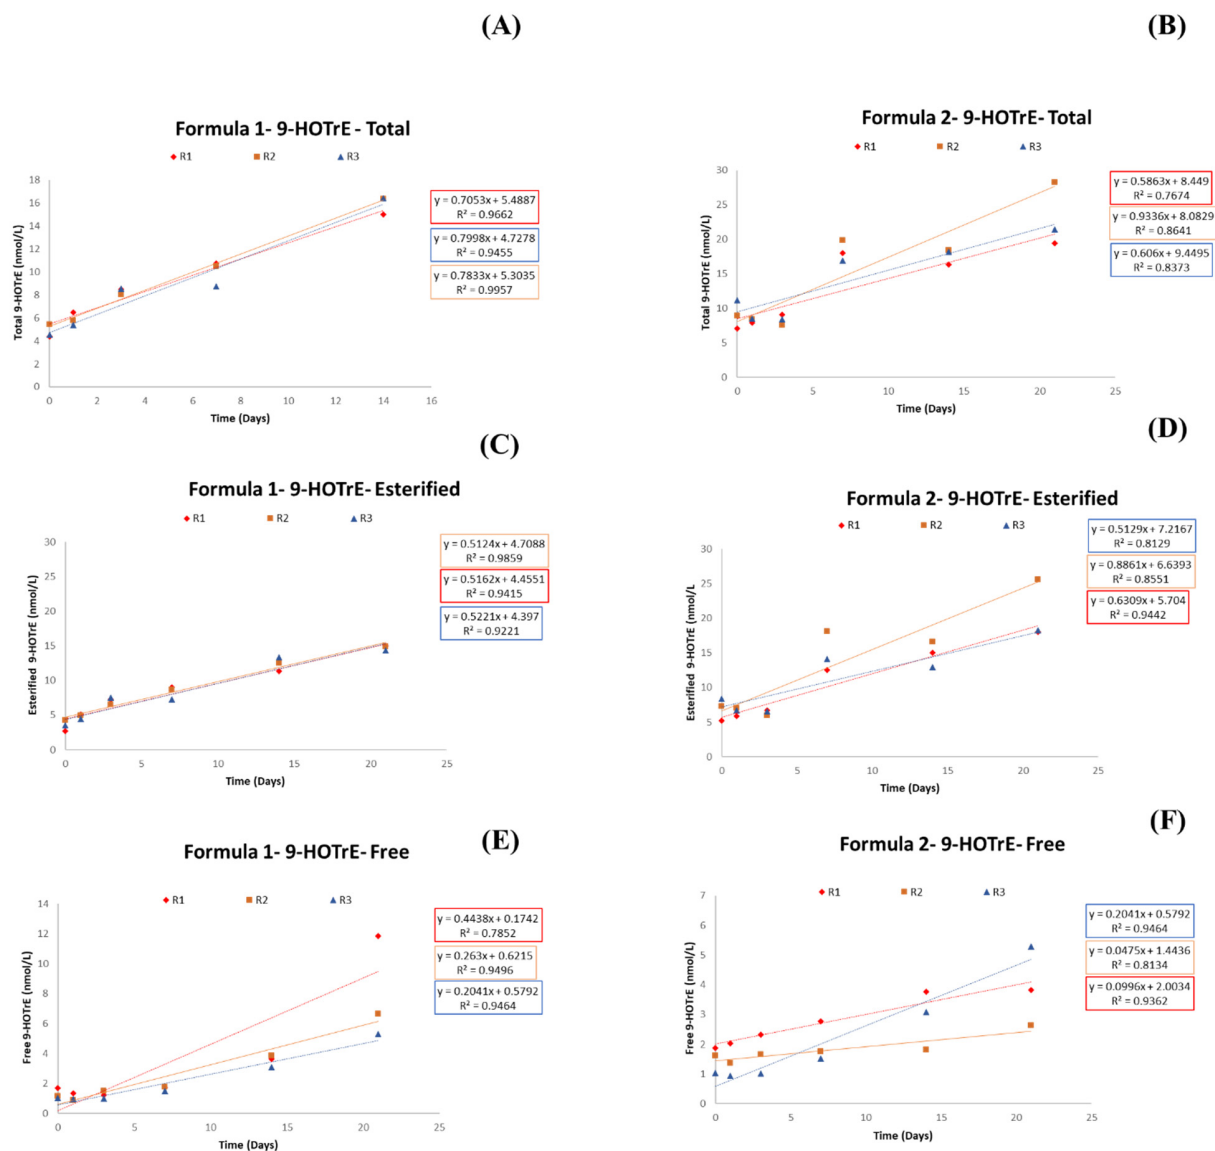 (A)
Formula 1- 9-HOTrE - Total
R1 R2 R3
18
16
14
12
10
8
6
4
2
0
Total 9-HOTrE (nmol/L)
0 2 4 6 8 10 12 14 16
Time (Days)
y = 0.7053x + 5.4887
R² = 0.9662
y = 0.7998x + 4.7278
R² = 0.9455
y = 0.7833x + 5.3035
R² = 0.9957
(B)
Formula 2- 9-HOTrE- Total
R1 R2 R3
30
25
20
15
10
5
0
Total 9-HOTrE (nmol/L)
0 5 10 15 20 25
Time (Days)
y = 0.5863x + 8.449
R² = 0.7674
y = 0.9336x + 8.0829
R² = 0.8641
y = 0.606x + 9.4495
R² = 0.8373
(C)
Formula 1- 9-HOTrE- Esterified
R1 R2 R3
30
25
20
15
10
5
0
Esterified 9-HOTrE (nmol/L)
0 5 10 15 20 25
Time (Days)
y = 0.5124x + 4.7088
R² = 0.9859
y = 0.5162x + 4.4551
R² = 0.9415
y = 0.5221x + 4.397
R² = 0.9221
(D)
Formula 2- 9-HOTrE- Esterified
R1 R2 R3
30
25
20
15
10
5
0
Esterified 9-HOTrE (nmol/L
0 5 10 15 20 25
Time (Days)
y = 0.5129x + 7.2167
R² = 0.8129
y = 0.8861x + 6.6393
R² = 0.8551
y = 0.6309x + 5.704
R² = 0.9442
(E)
Formula 1- 9-HOTrE-Free
R1 R2 R3
14
12
10
8
6
4
2
0
Free 9-HOTrE (nmol/L)
0 5 10 15 20 25
Time (Days)
y = 0.4438x + 0.1742
R² = 0.7852
y = 0.263x + 0.6215
R² = 0.9496
y = 0.2041x + 0.5792
R² = 0.9464
(F)
Formula 2- 9-HOTrE- Free
R1 R2 R3
7
6
5
4
3
2
1
0
Free 9-HOTrE (nmol/L)
0 5 10 15 20 25
Time (Days)
y = 0.2041x + 0.5792
R² = 0.9464
y = 0.0475x + 1.4436
R² = 0.8134
y = 0.0996x + 2.0034
R² = 0.9362